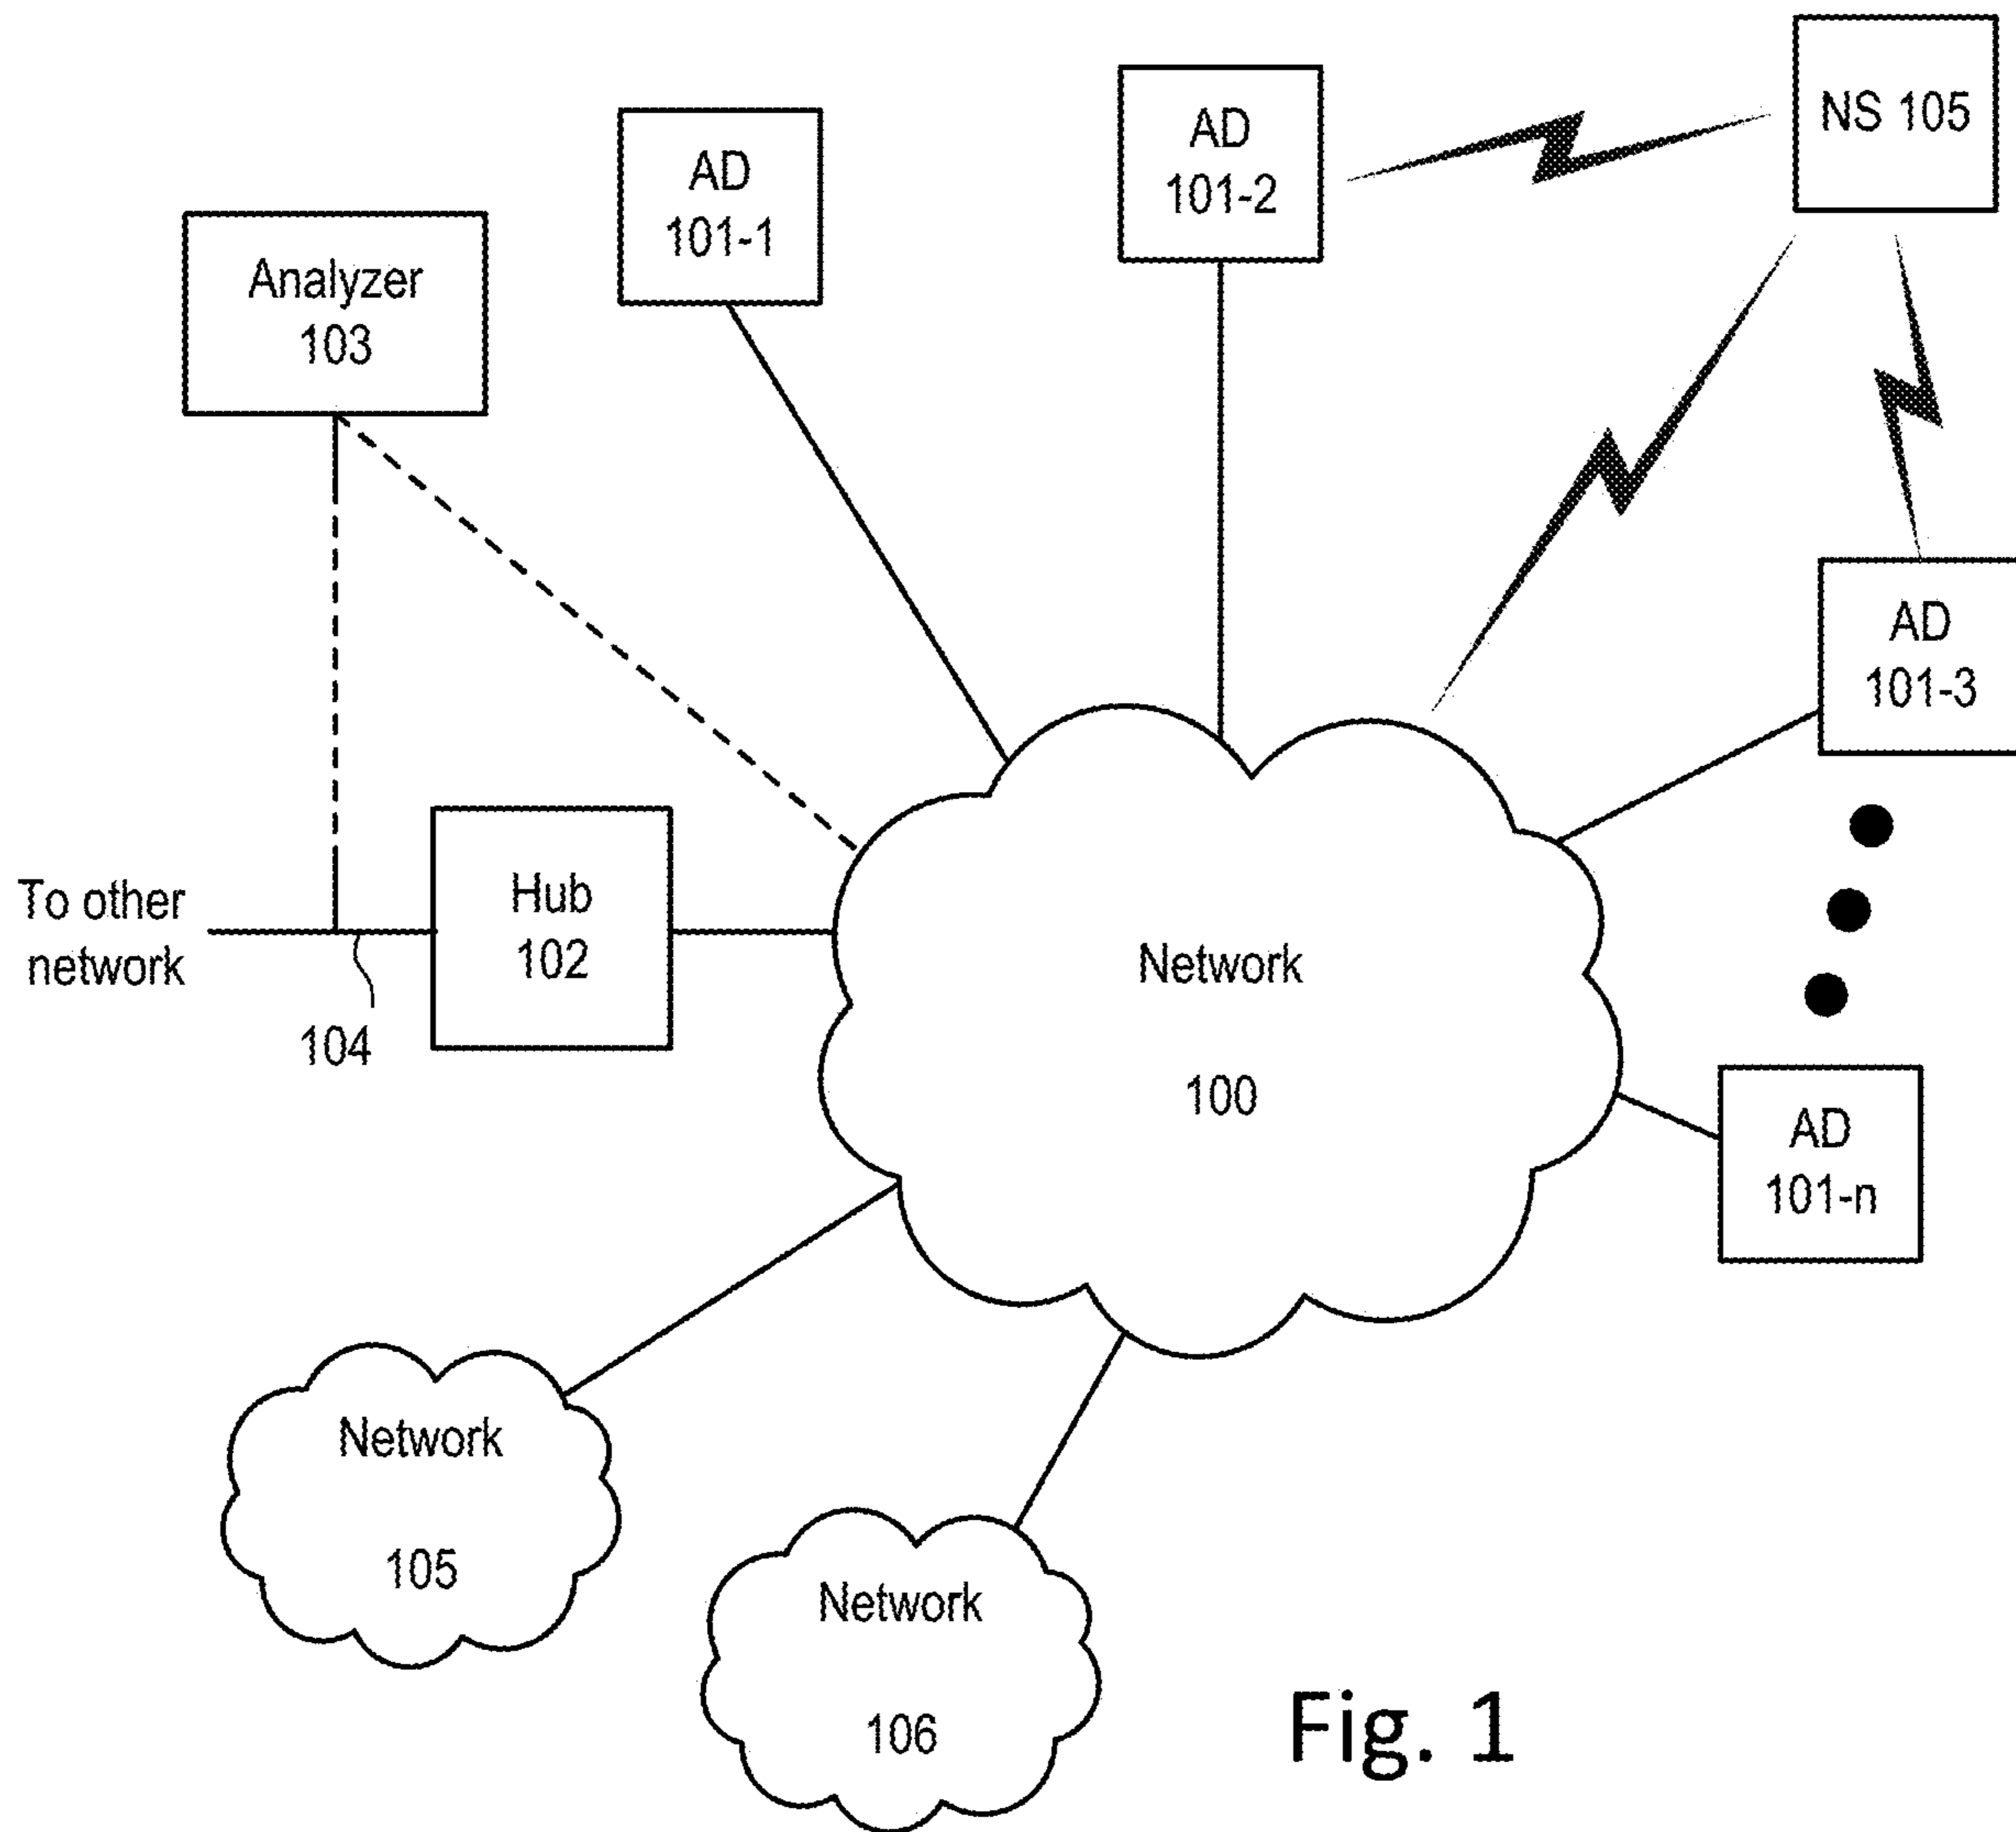 NS 105
AD
101-2
AD
101-1
Analyzer
103
AD
101-3
To other
network
Hub
102
104
Network
100
AD
101-n
Network
105
Network
106
Fig. 1